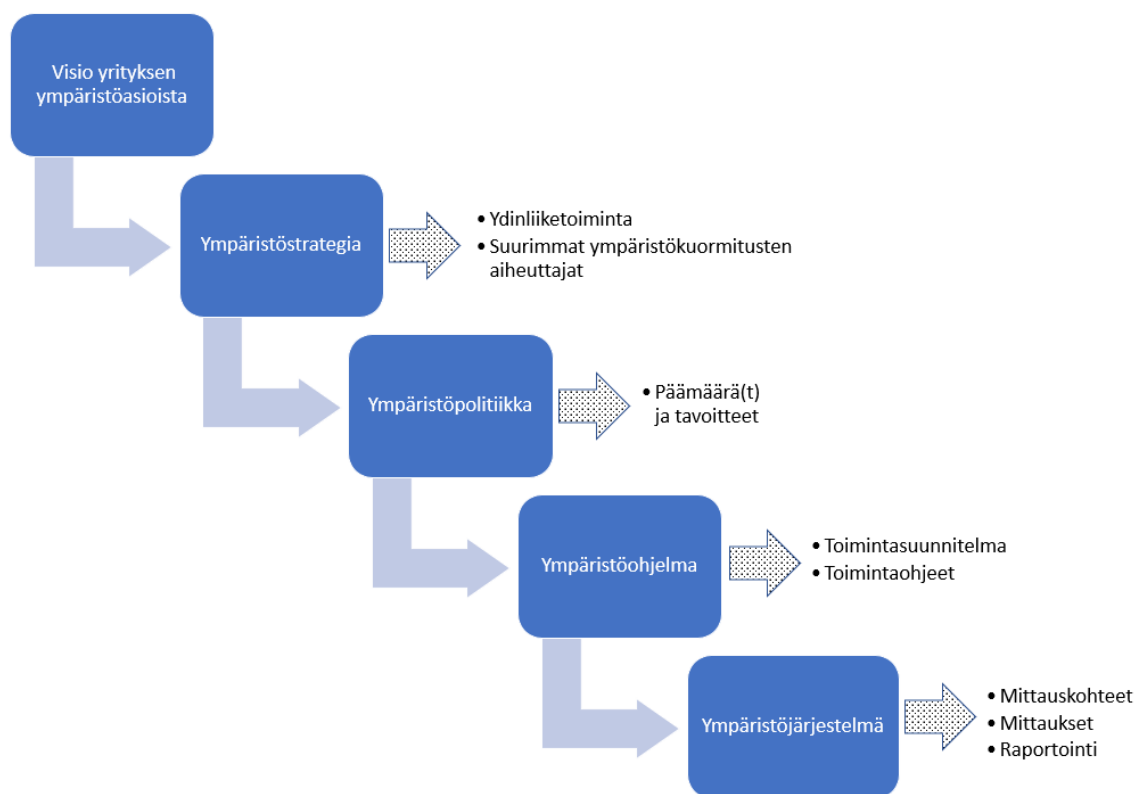 Visio yrityksen
ympäristöasioista
Ympäristöstrategia
• Ydinliiketoiminta
• Suurimmat ympäristökuormitusten
aiheuttajat
Ympäristöpolitiikka
• Päämäärä(t)
ja tavoitteet
Ympäristöohjelma
• Toimintasuunnitelma
• Toimintaohjeet
Ympäristöjärjestelmä
• Mittauskohteet
• Mittaukset
• Raportointi